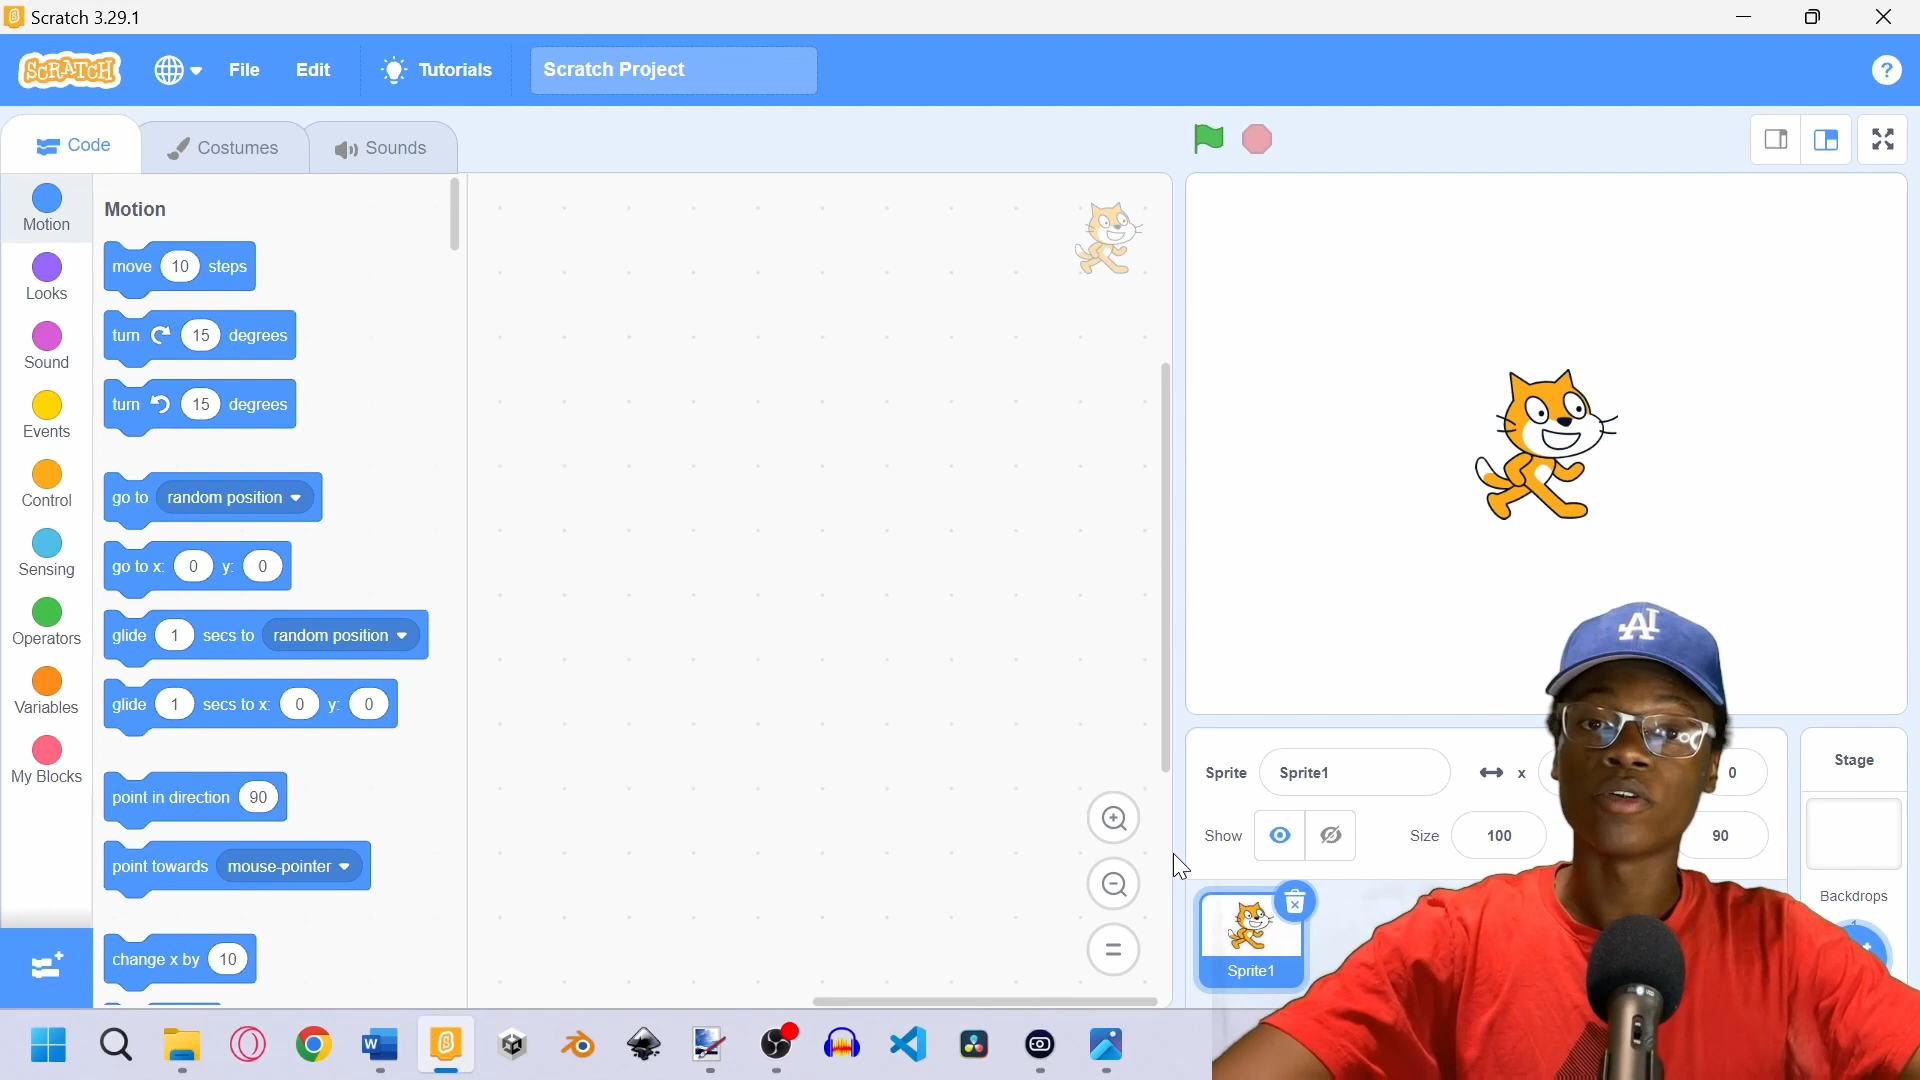 Scratch 3.29.1
SCRATCH
File
Edit
Tutorials
Scratch Project
?
Code
Costumes
Sounds
Motion
Looks
Sound
Events
Control
Sensing
Operators
Variables
My Blocks
Motion
move 10 steps
turn 15 degrees
turn 15 degrees
go to random position
go to x: 0 y: 0
glide 1 secs to random position
glide 1 secs to x: 0 y: 0
point in direction 90
point towards mouse-pointer
change x by 10
Sprite Sprite1 x 0
Show Size 100 90
Sprite1
Stage
Backdrops
W